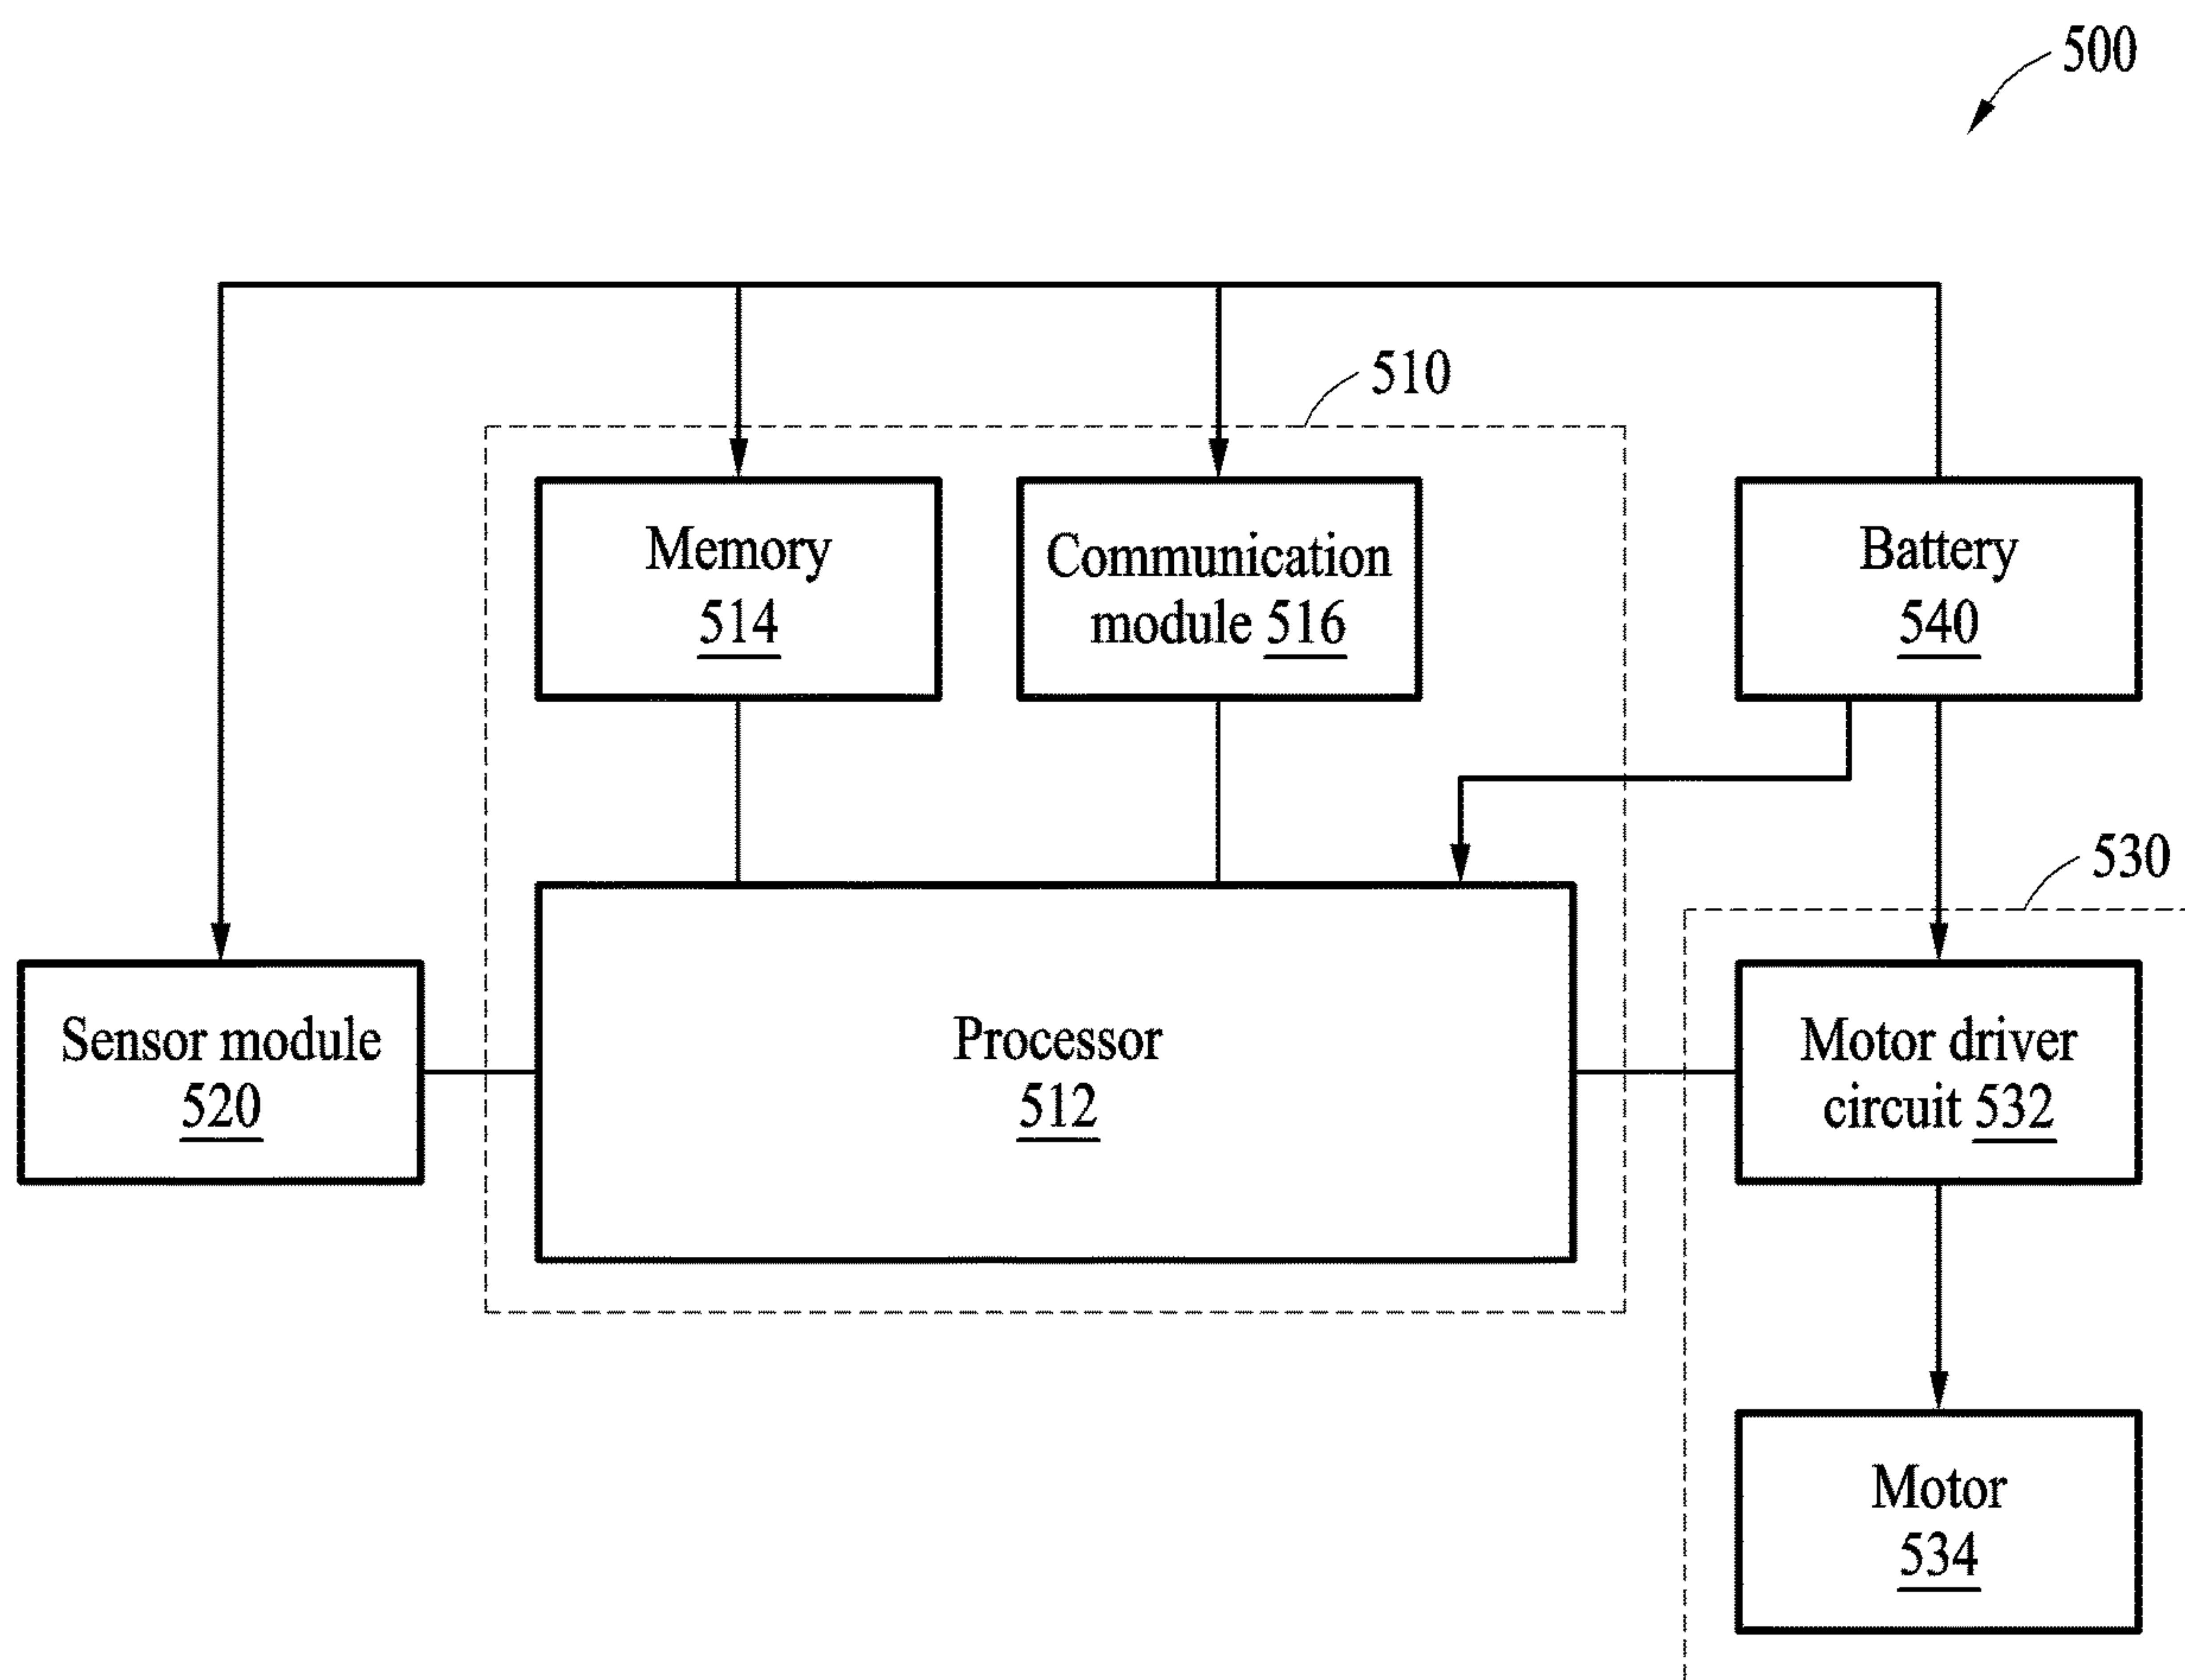 500
510
Memory
514
Communication
module 516
Battery
540
530
Sensor module
520
Processor
512
Motor driver
circuit 532
Motor
534